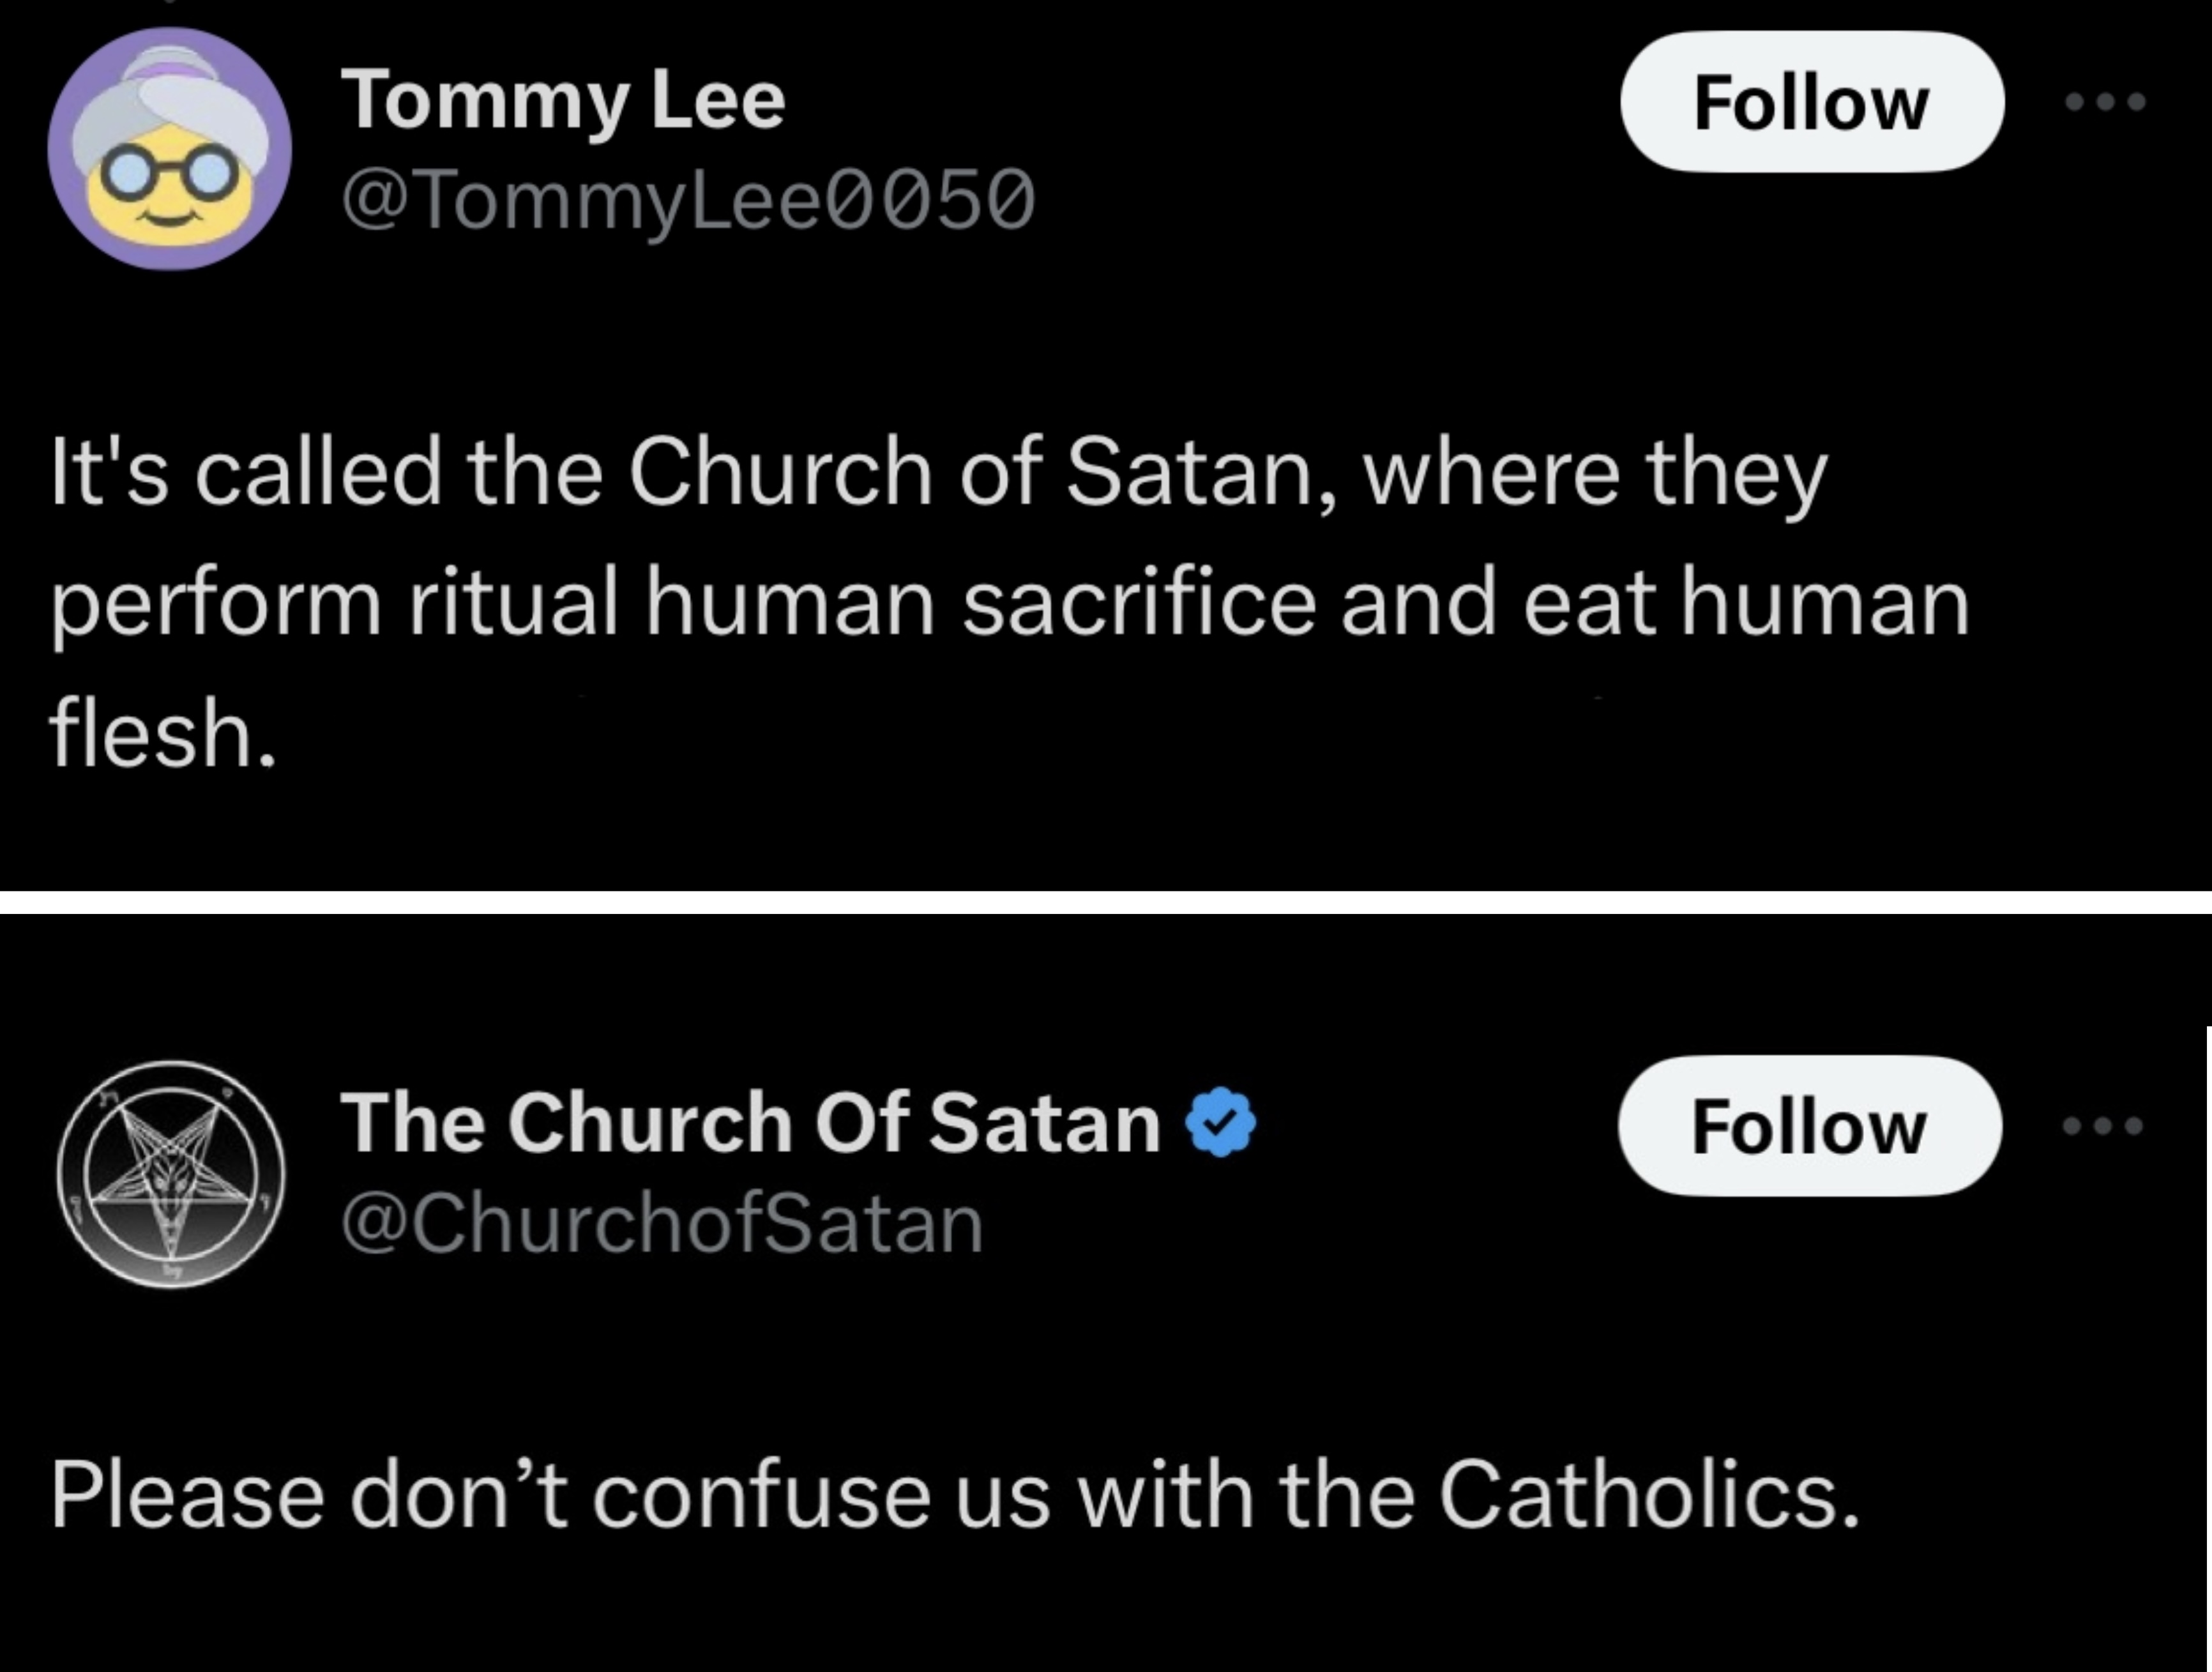 Tommy Lee
Follow
@TommyLee0050
It's called the Church of Satan, where they
perform ritual human sacrifice and eat human
flesh.
The Church Of Satan
Follow
@ChurchofSatan
Please don’t confuse us with the Catholics.